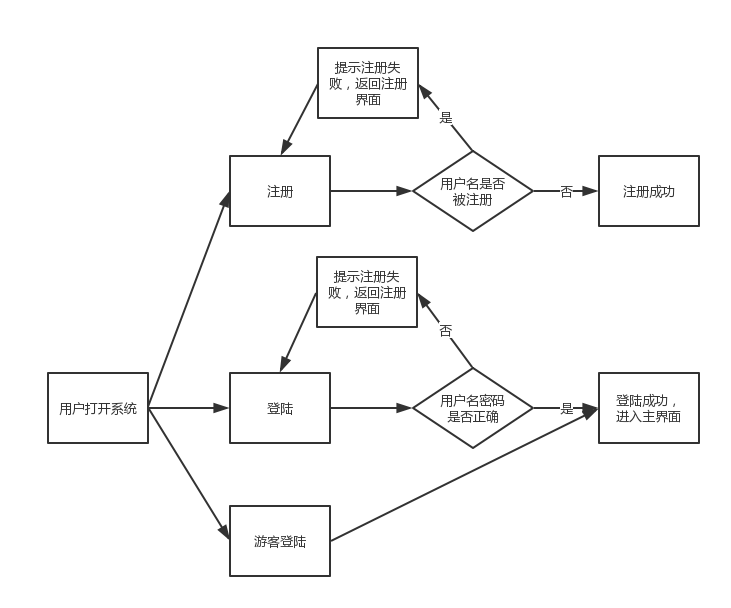 提示注册失
败，返回注册
界面
是
注册
用户名是否
被注册
否
注册成功
提示注册失
败，返回注册
界面
否
用户打开系统
登陆
用户名密码
是否正确
是
登陆成功，
进入主界面
游客登陆